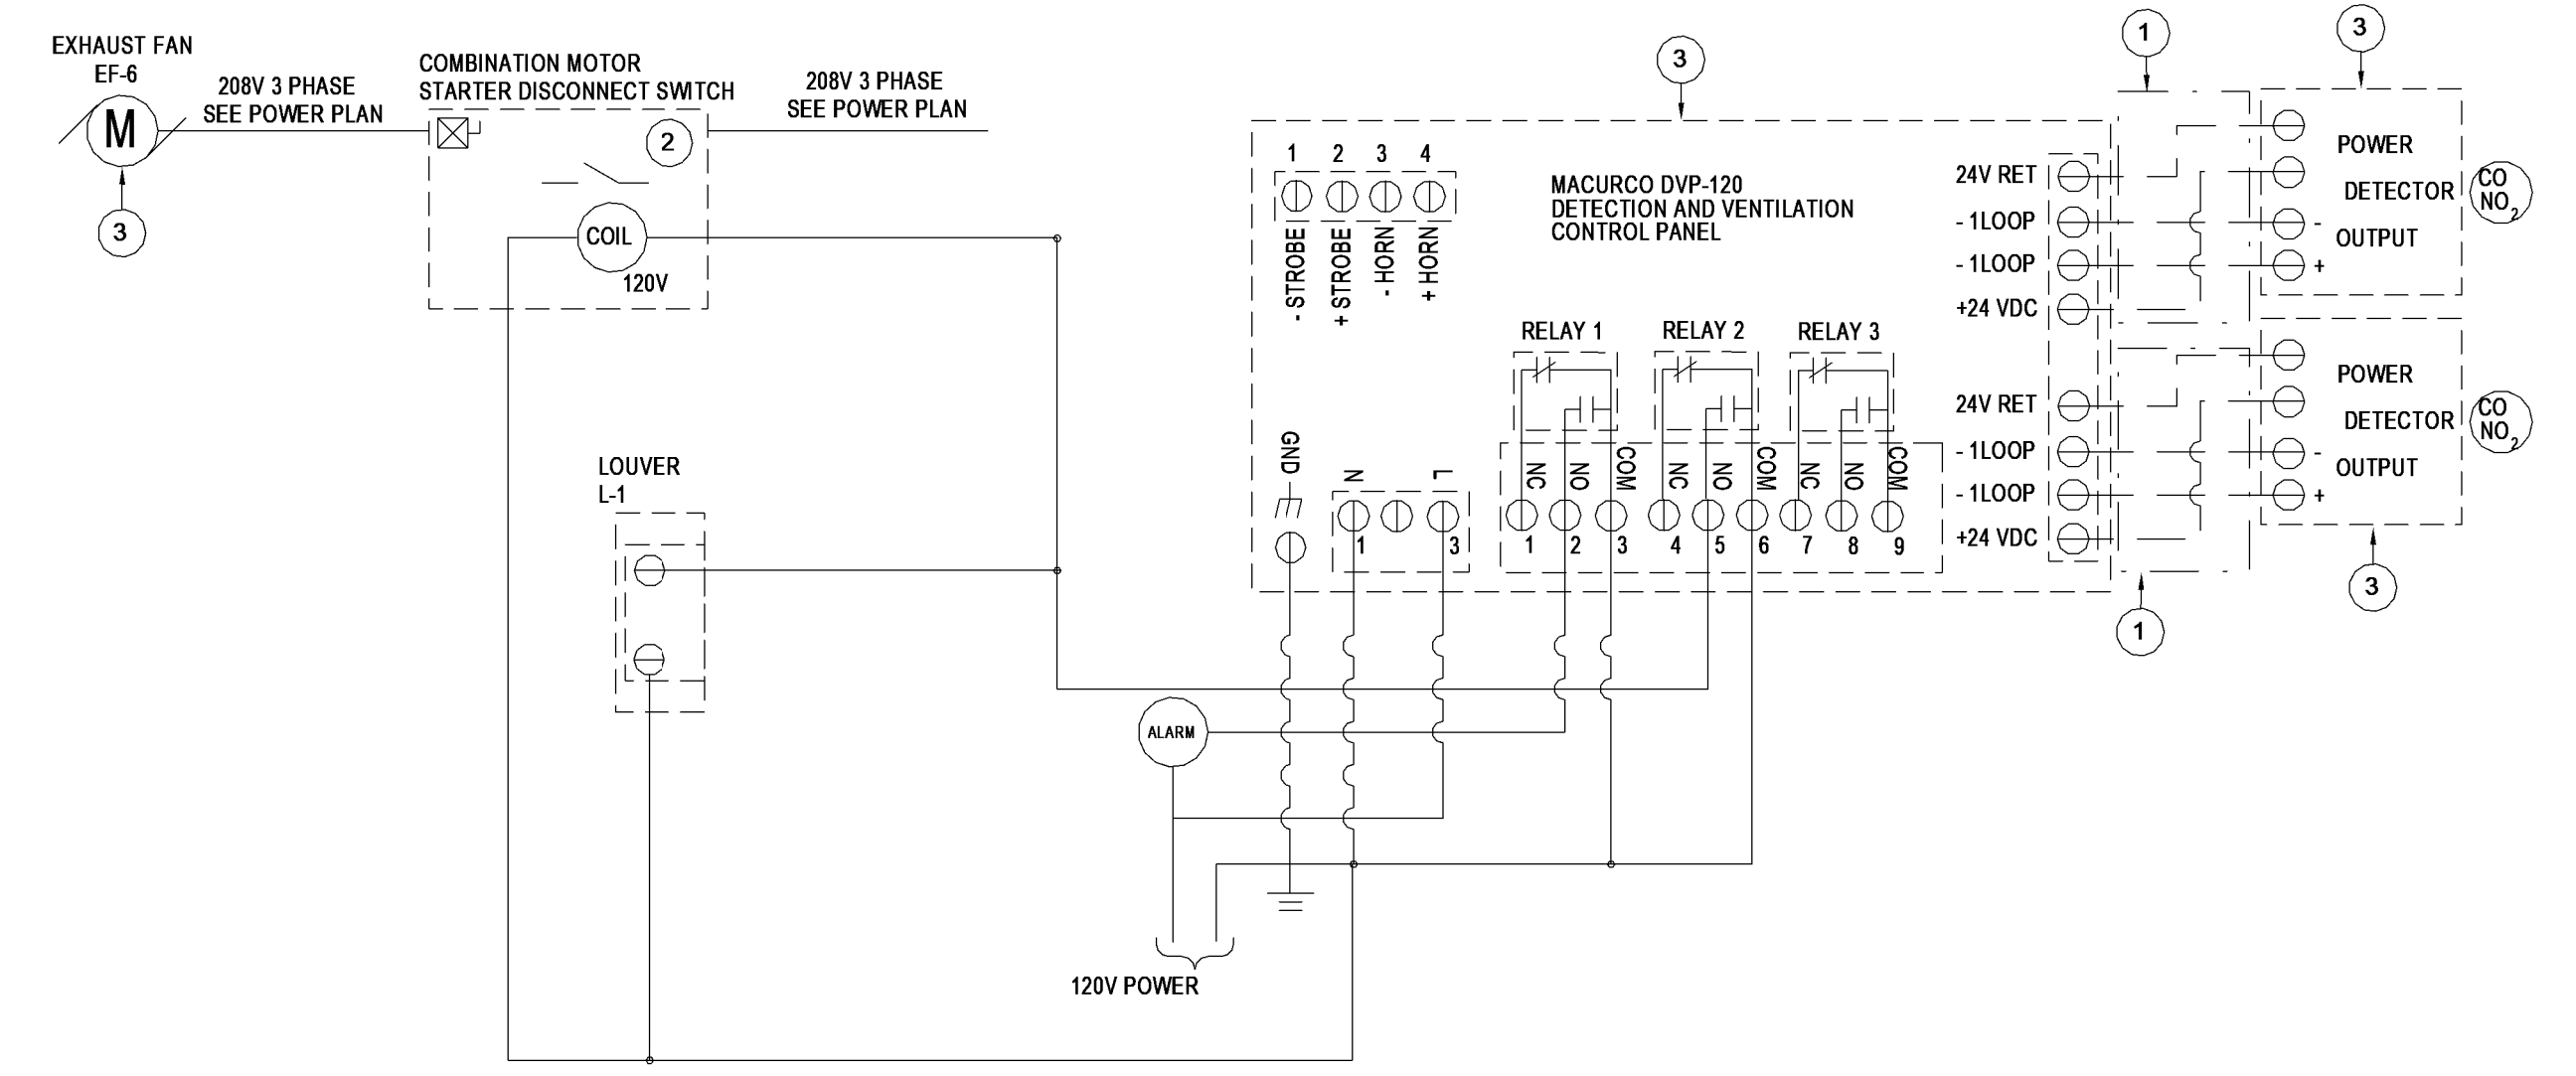 EXHAUST FAN
EF-6
M
3
208V 3 PHASE
SEE POWER PLAN
COMBINATION MOTOR
STARTER DISCONNECT SWITCH
2
COIL
120V
208V 3 PHASE
SEE POWER PLAN
LOUVER
L-1
ALARM
120V POWER
3
1 2 3 4
- STROBE
+ STROBE
- HORN
+ HORN
MACURCO DVP-120
DETECTION AND VENTILATION
CONTROL PANEL
RELAY 1 RELAY 2 RELAY 3
GND
N L
1 3
NC NO COM NC NO COM NC NO COM
1 2 3 4 5 6 7 8 9
24V RET
- 1LOOP
- 1LOOP
+24 VDC
24V RET
- 1LOOP
- 1LOOP
+24 VDC
1
3
POWER
DETECTOR
- OUTPUT
+
CO
NO2
POWER
DETECTOR
- OUTPUT
+
CO
NO2
1
3